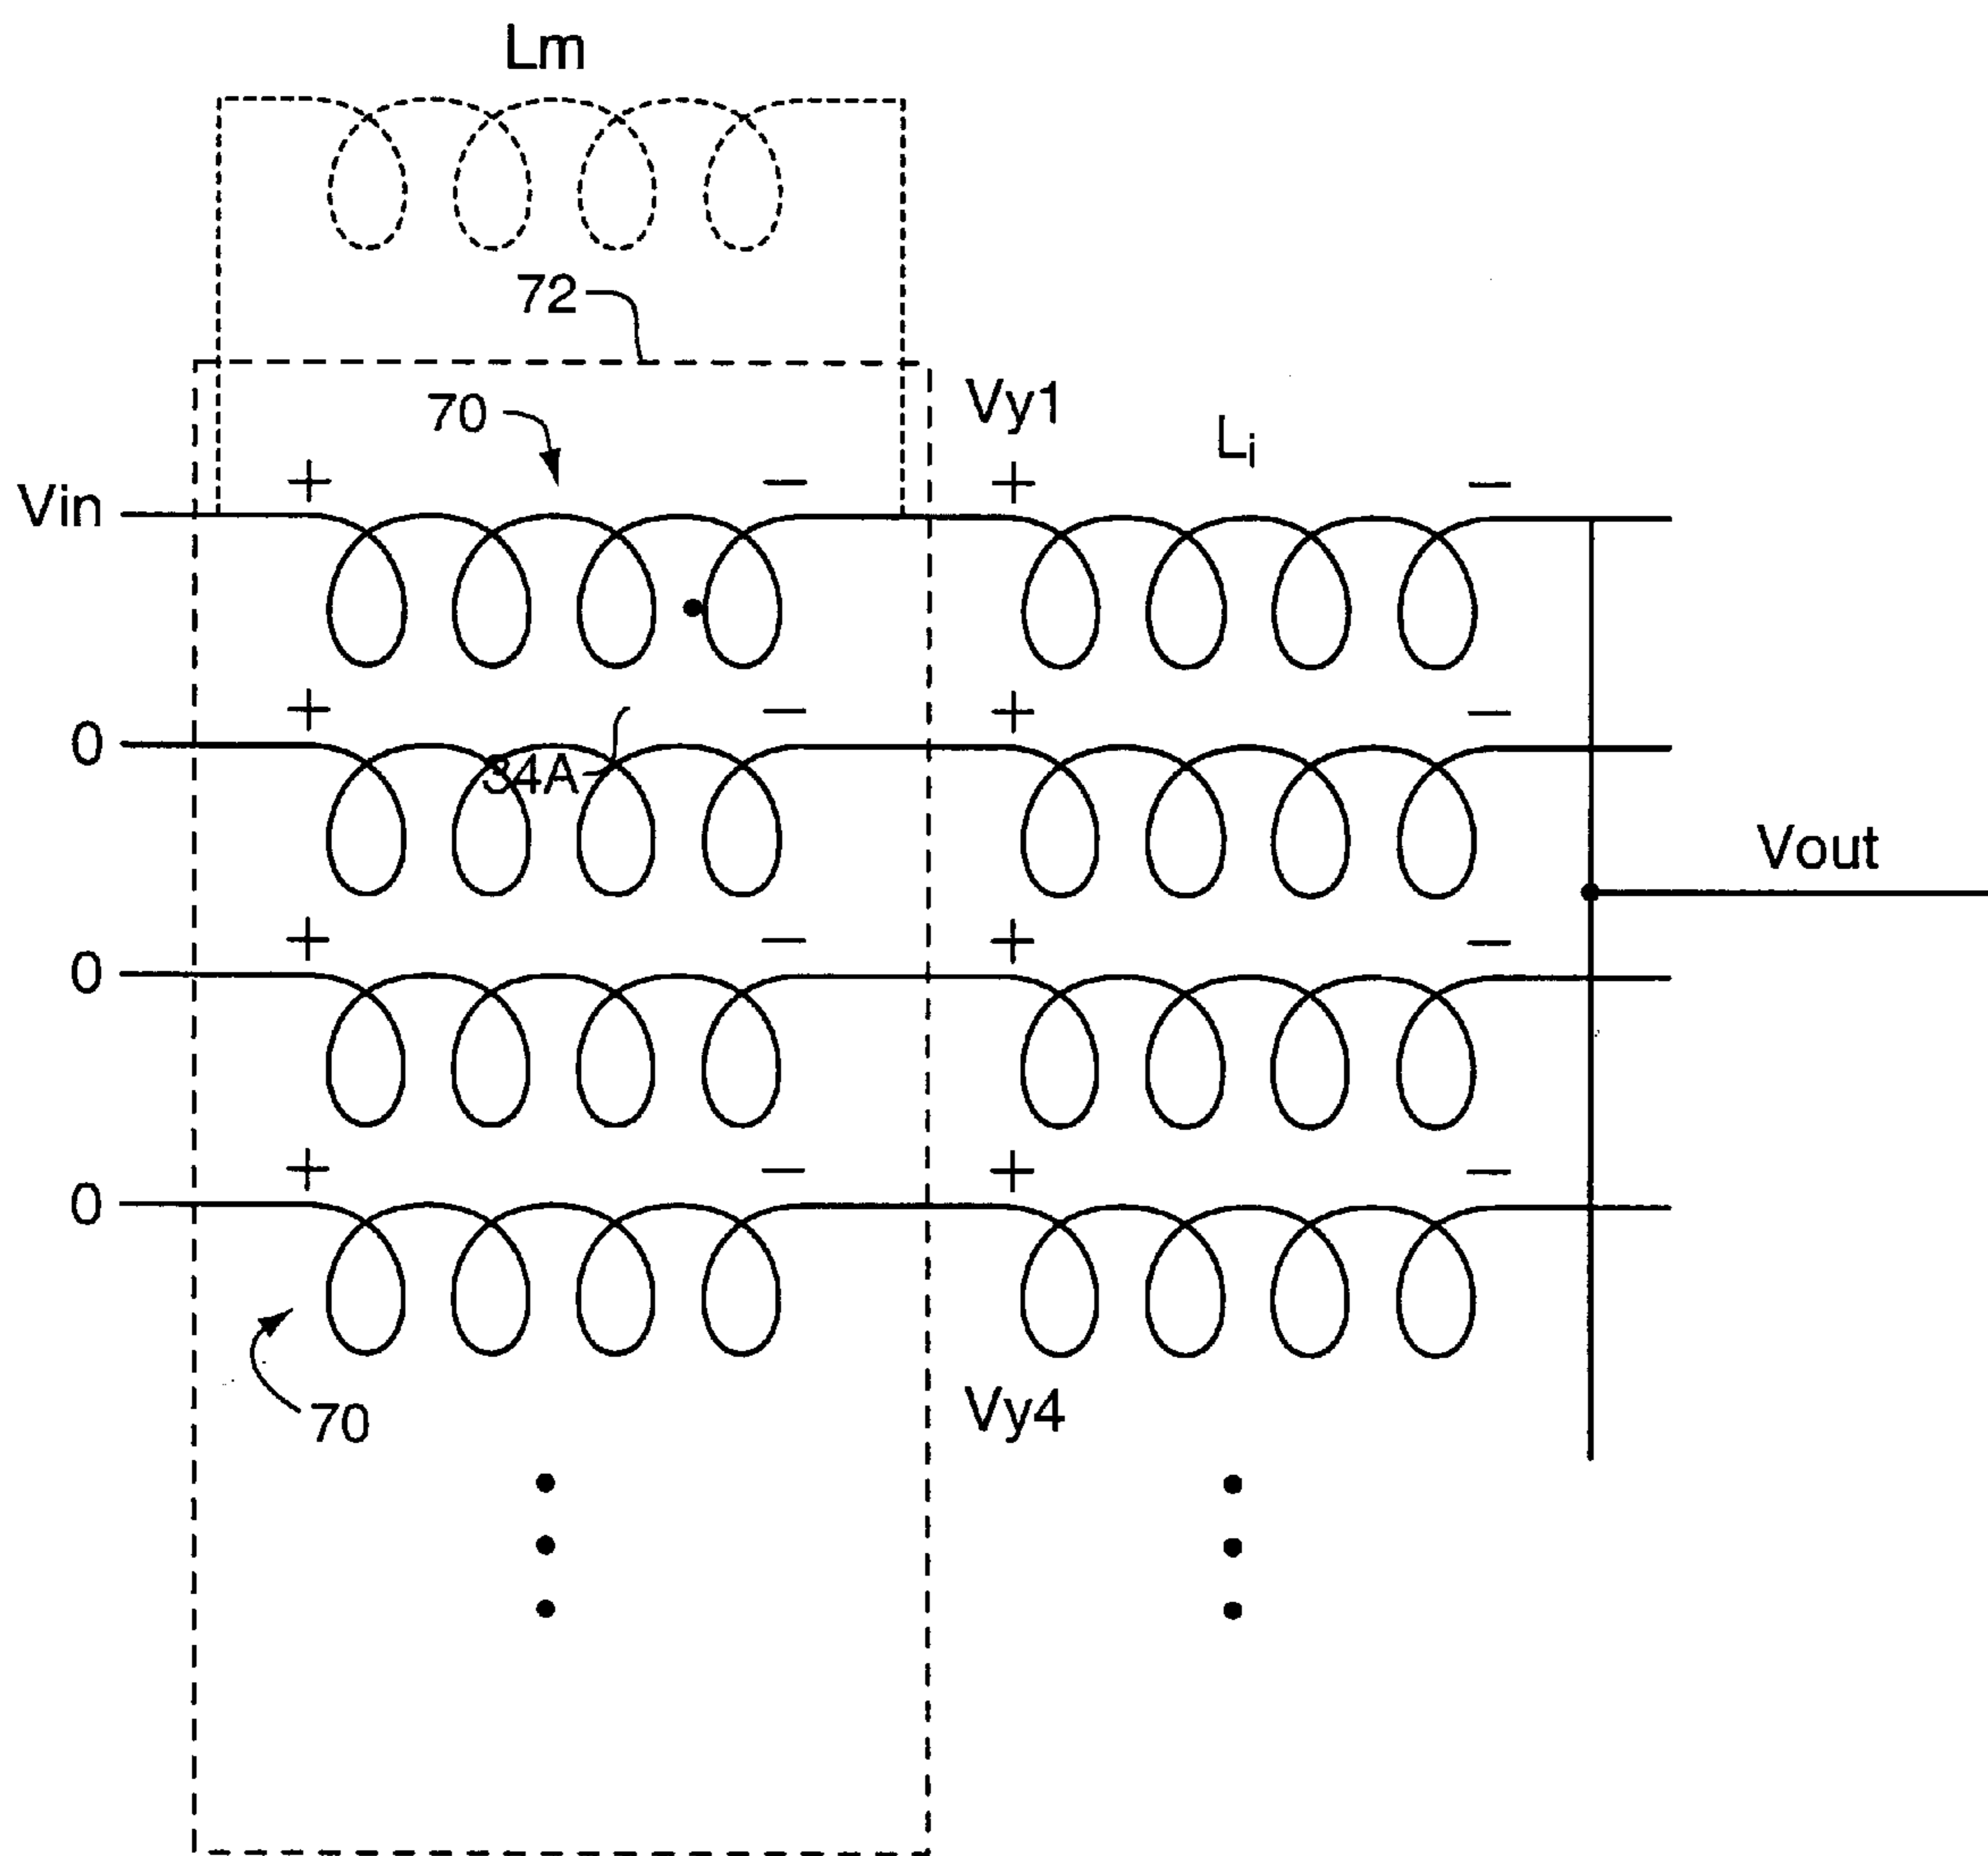 Lm
72
70
Vy1
Li
+ − + −
Vin
+ − + −
0
34A
Vout
+ − + −
0
+ − + −
0
70
Vy4